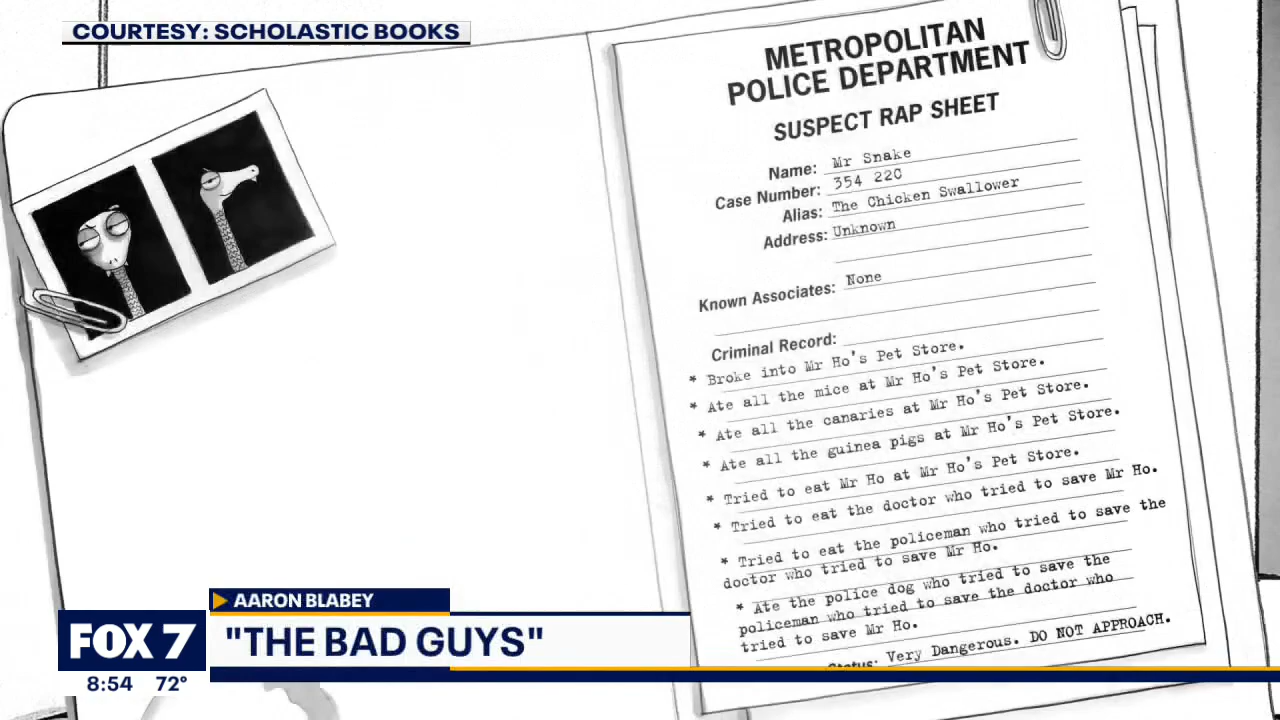 COURTESY: SCHOLASTIC BOOKS
METROPOLITAN
POLICE DEPARTMENT
SUSPECT RAP SHEET
Name: Mr Snake
Case Number: 354 22C
Alias: The Chicken Swallower
Address: Unknown
Known Associates: None
Criminal Record:
* Broke into Mr Ho's Pet Store.
* Ate all the mice at Mr Ho's Pet Store.
* Ate all the canaries at Mr Ho's Pet Store.
* Ate all the guinea pigs at Mr Ho's Pet Store.
* Tried to eat Mr Ho at Mr Ho's Pet Store.
* Tried to eat the doctor who tried to save Mr Ho.
* Tried to eat the policeman who tried to save the
doctor who tried to save Mr Ho.
* Ate the police dog who tried to save the
policeman who tried to save the doctor who
tried to save Mr Ho.
Status: Very Dangerous. DO NOT APPROACH.
AARON BLABEY
"THE BAD GUYS"
FOX 7
8:54 72°